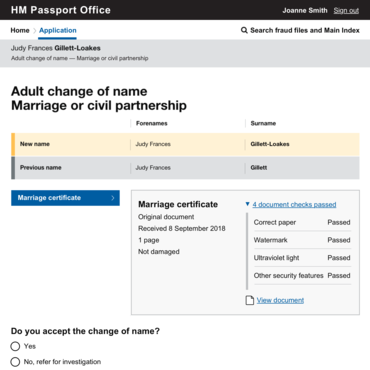 HM Passport Office
Joanne Smith Sign out
Home Application
Search fraud files and Main Index
Judy Frances Gillett-Loakes
Adult change of name — Marriage or civil partnership
Adult change of name
Marriage or civil partnership
Forenames Surname
New name Judy Frances Gillett-Loakes
Previous name Judy Frances Gillett
Marriage certificate
Marriage certificate
Original document
Received 8 September 2018
1 page
Not damaged
4 document checks passed
Correct paper Passed
Watermark Passed
Ultraviolet light Passed
Other security features Passed
View document
Do you accept the change of name?
Yes
No, refer for investigation